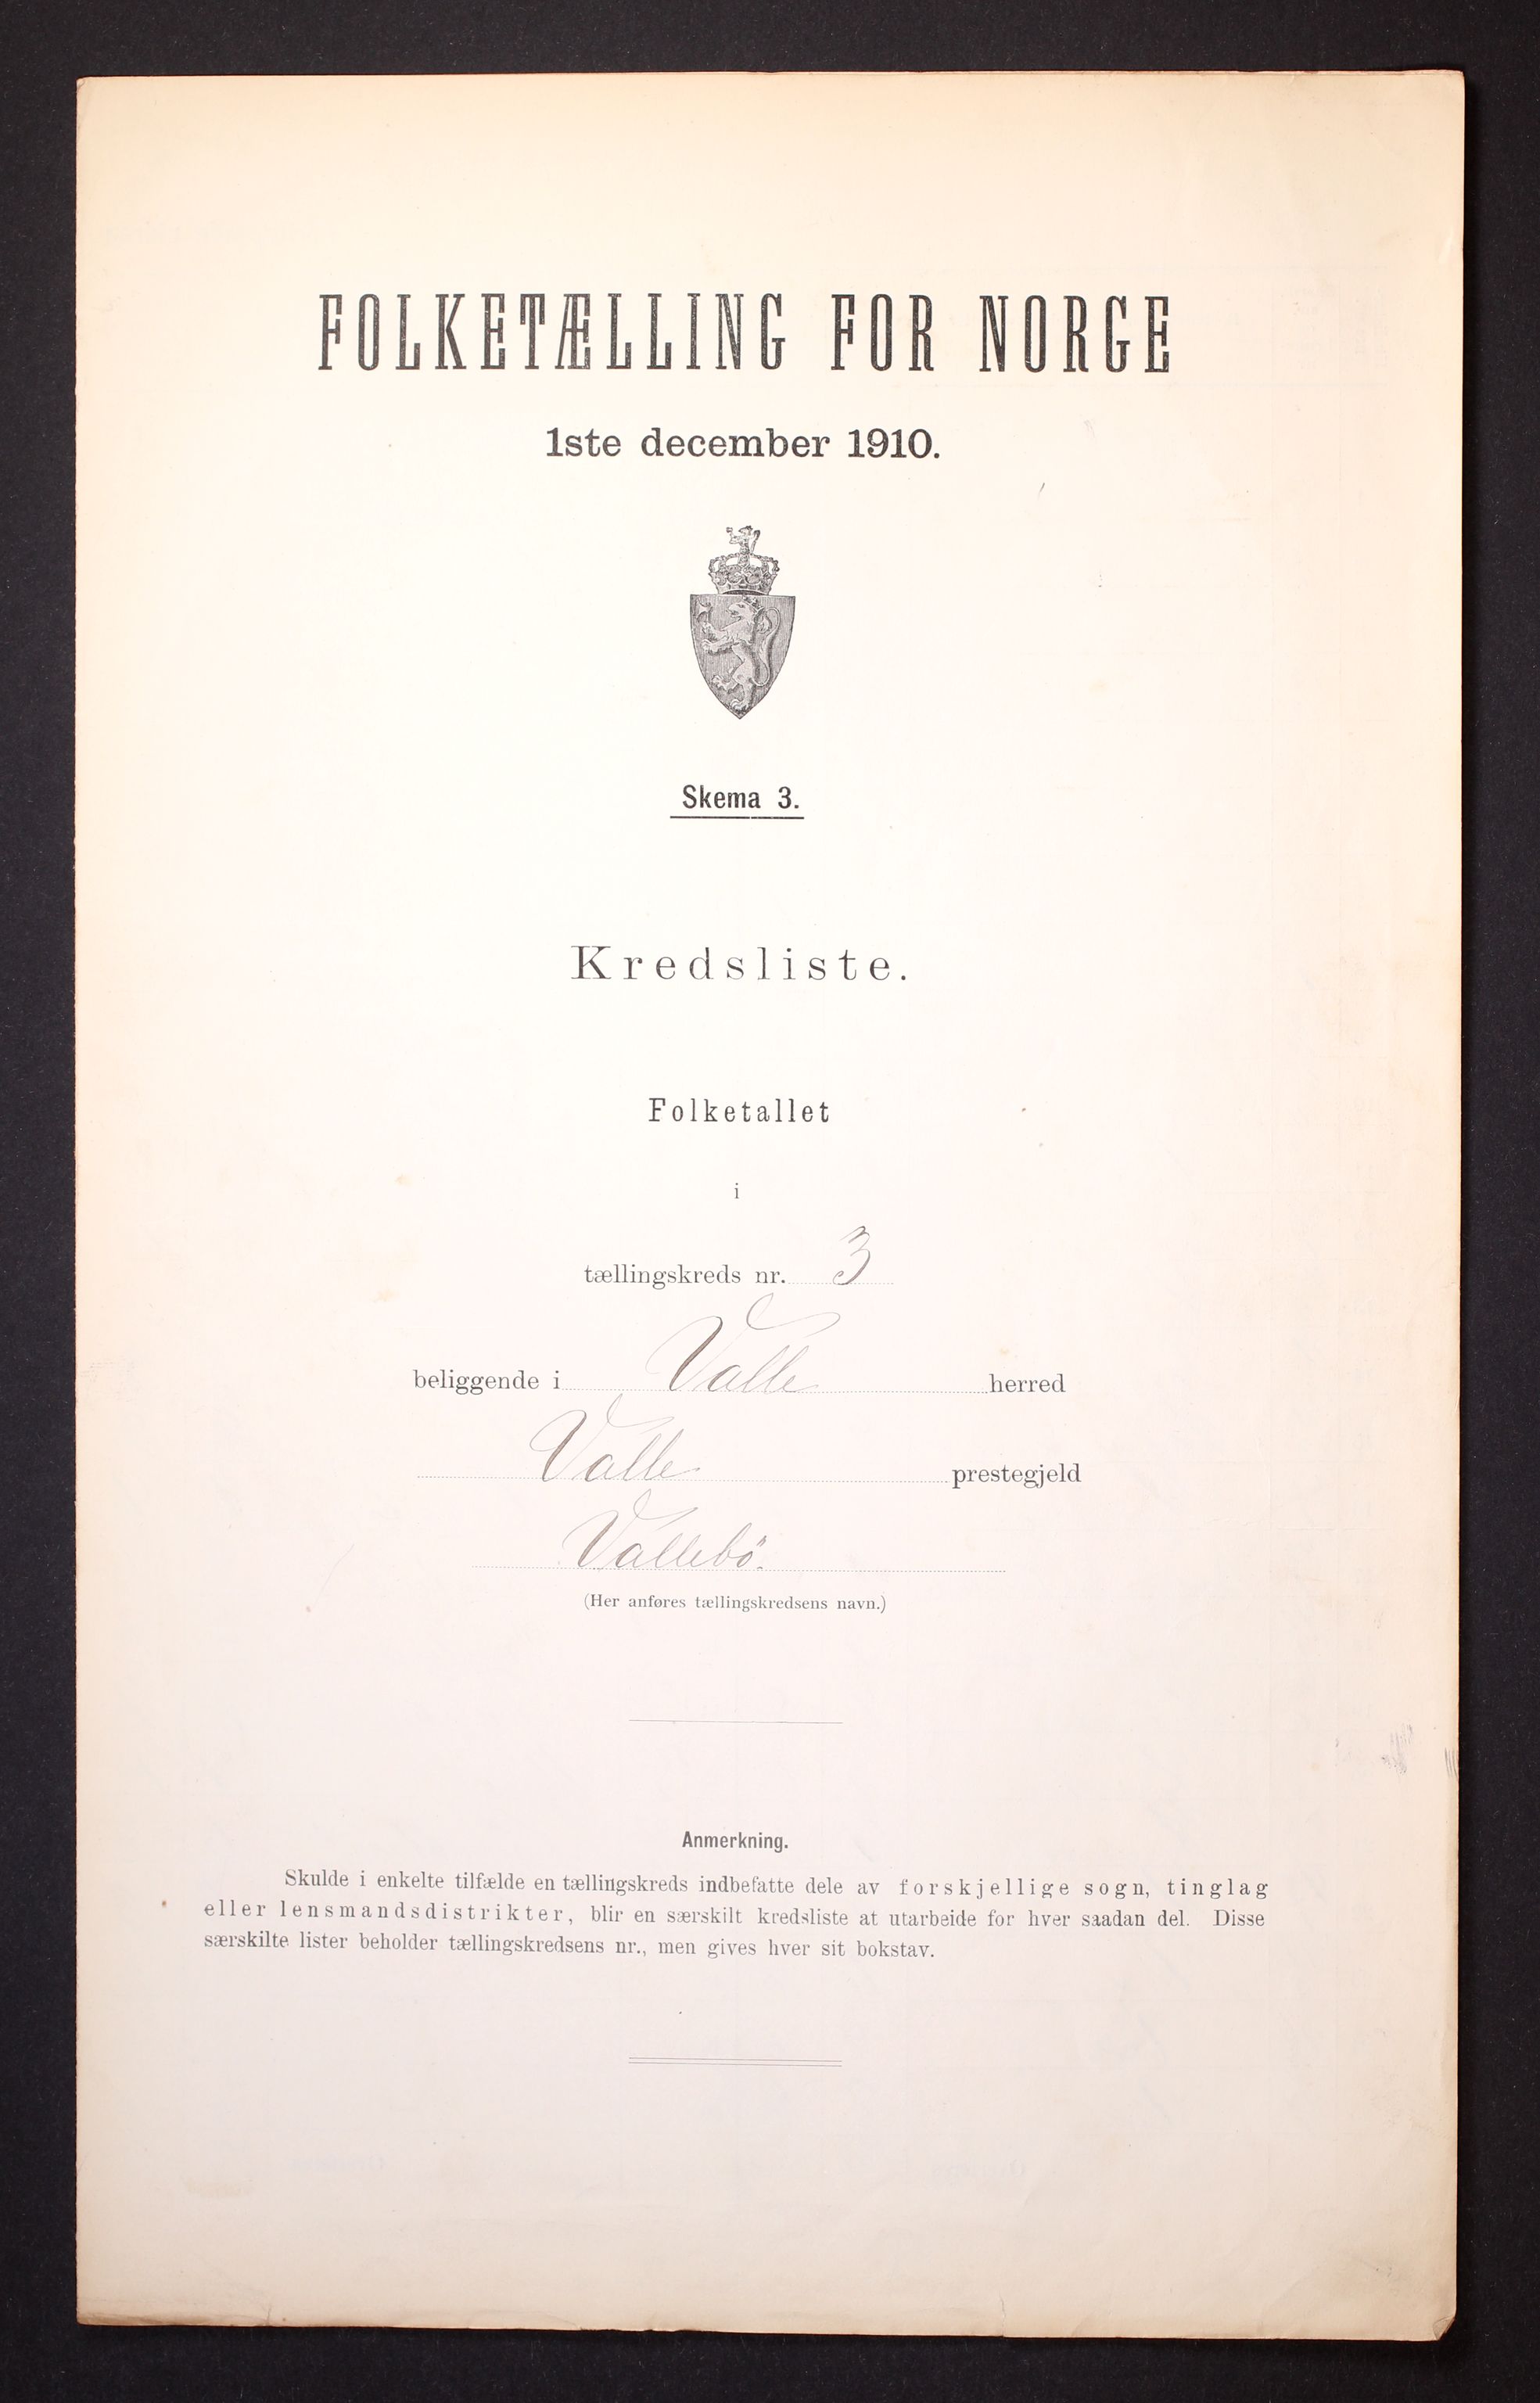 FOLKETÆLLING FOR NORGE
1ste december 1910.
Skema 3.
Kredsliste.
Folketallet
i
tællingskreds nr. 3
beliggende i Valle herred
Valle prestegjeld
Vallebö.
(Her anføres tællingskredsens navn.)
Anmerkning.
Skulde i enkelte tilfælde en tællingskreds indbefatte dele av forskjellige sogn, tinglag
eller lensmandsdistrikter, blir en særskilt kredsliste at utarbeide for hver saadan del. Disse
særskilte lister beholder tællingskredsens nr., men gives hver sit bokstav.